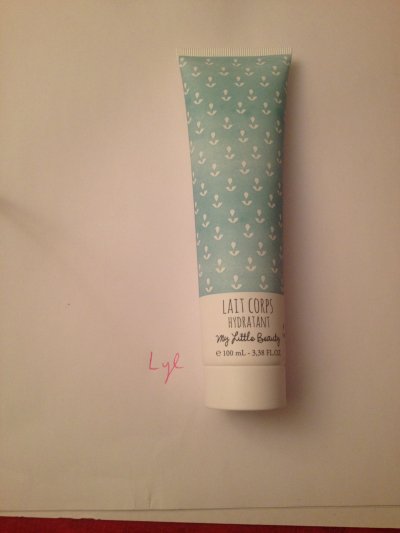 LAIT CORPS
HYDRATANT
My Little Beauty
℮ 100 mL - 3,38 FL.OZ
Lyl